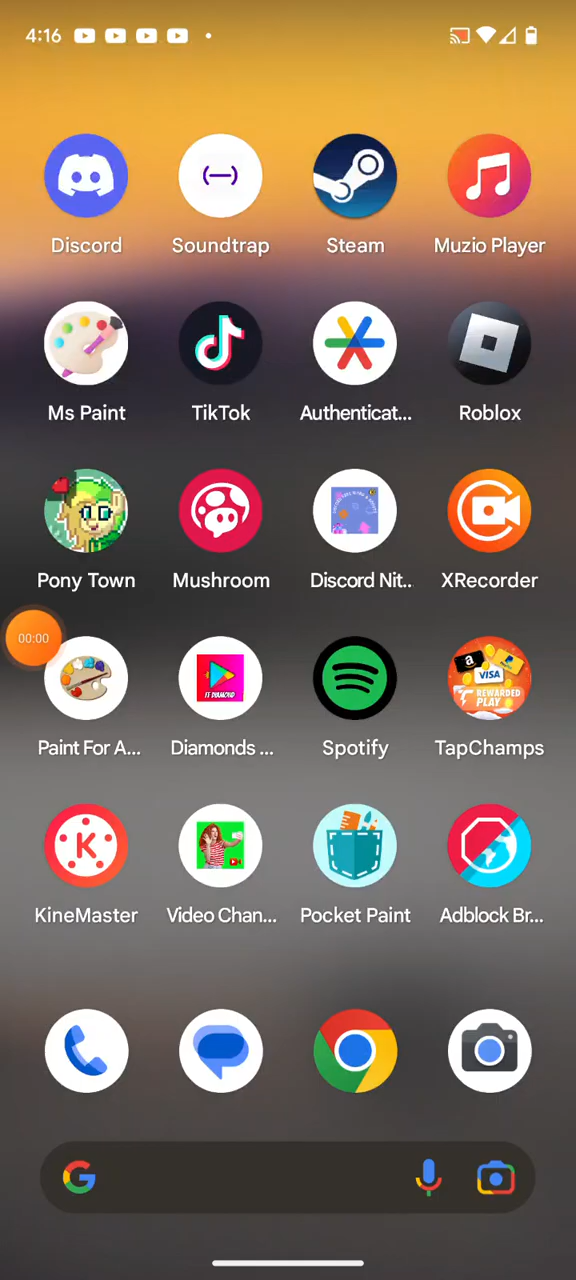 4:16
Discord
Soundtrap
Steam
Muzio Player
Ms Paint
TikTok
Authenticat...
Roblox
Pony Town
Mushroom
Discord Nit..
XRecorder
00:00
Paint For A...
Diamonds ...
Spotify
TapChamps
KineMaster
Video Chan...
Pocket Paint
Adblock Br...